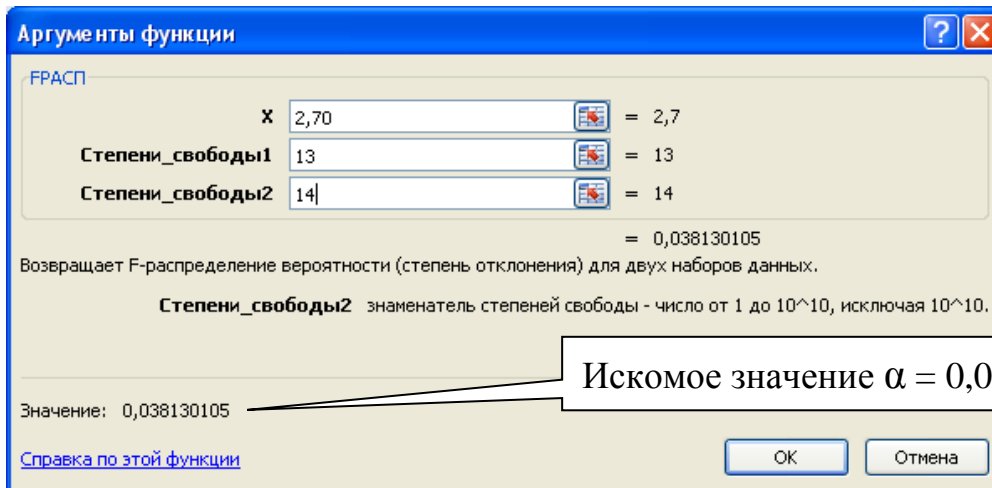 Аргументы функции
FРАСП
X 2,70 = 2,7
Степени_свободы1 13 = 13
Степени_свободы2 14 = 14
= 0,038130105
Возвращает F-распределение вероятности (степень отклонения) для двух наборов данных.
Степени_свободы2 знаменатель степеней свободы - число от 1 до 10^10, исключая 10^10.
Искомое значение α = 0,0
Значение: 0,038130105
Справка по этой функции
ОК
Отмена